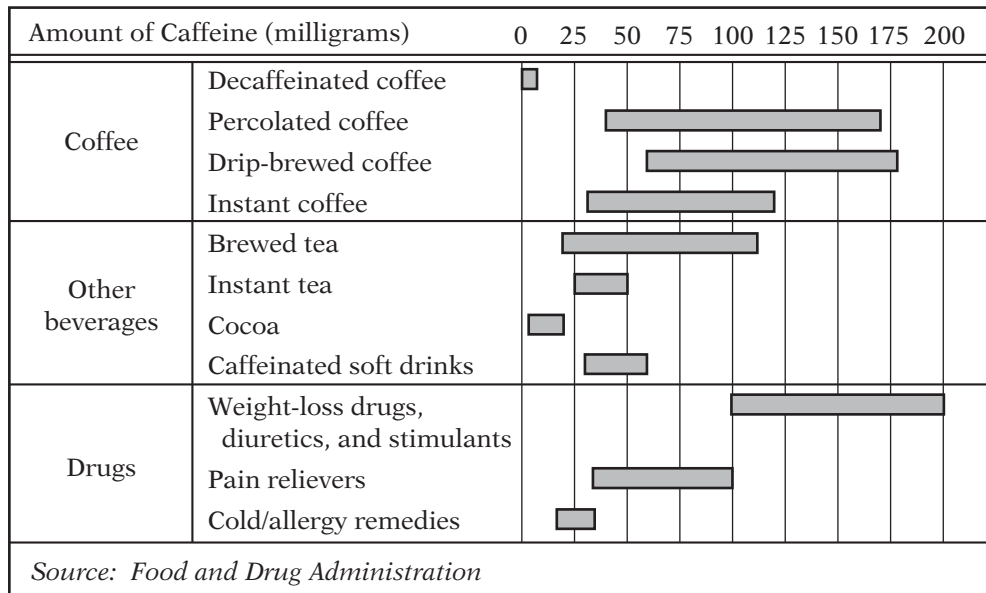 Amount of Caffeine (milligrams) 0 25 50 75 100 125 150 175 200
Coffee
Decaffeinated coffee
Percolated coffee
Drip-brewed coffee
Instant coffee
Other
beverages
Brewed tea
Instant tea
Cocoa
Caffeinated soft drinks
Drugs
Weight-loss drugs,
diuretics, and stimulants
Pain relievers
Cold/allergy remedies
Source: Food and Drug Administration